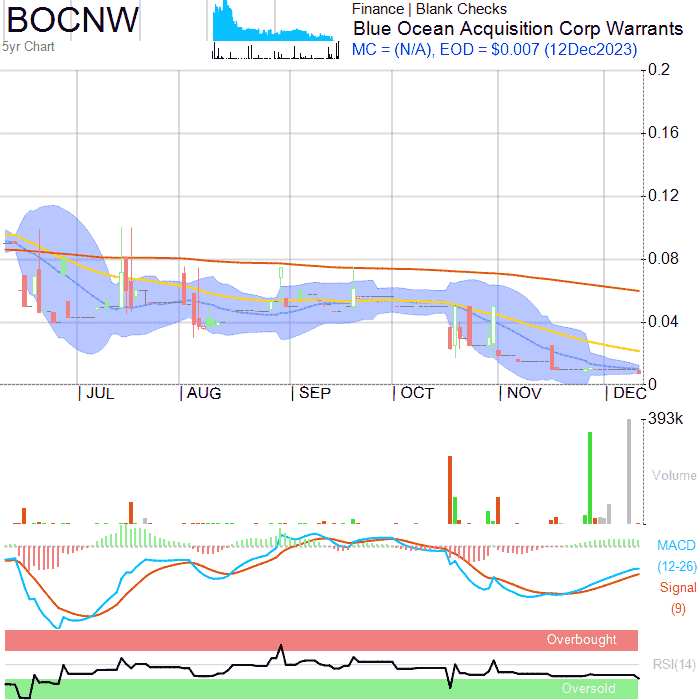 BOCNW
5yr Chart
Finance | Blank Checks
Blue Ocean Acquisition Corp Warrants
MC = (N/A), EOD = $0.007 (12Dec2023)
0.2
0.16
0.12
0.08
0.04
0
JUL AUG SEP OCT NOV DEC
393k
Volume
MACD
(12-26)
Signal
(9)
Overbought
RSI(14)
Oversold